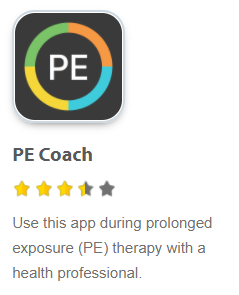 PE
PE Coach
Use this app during prolonged
exposure (PE) therapy with a
health professional.